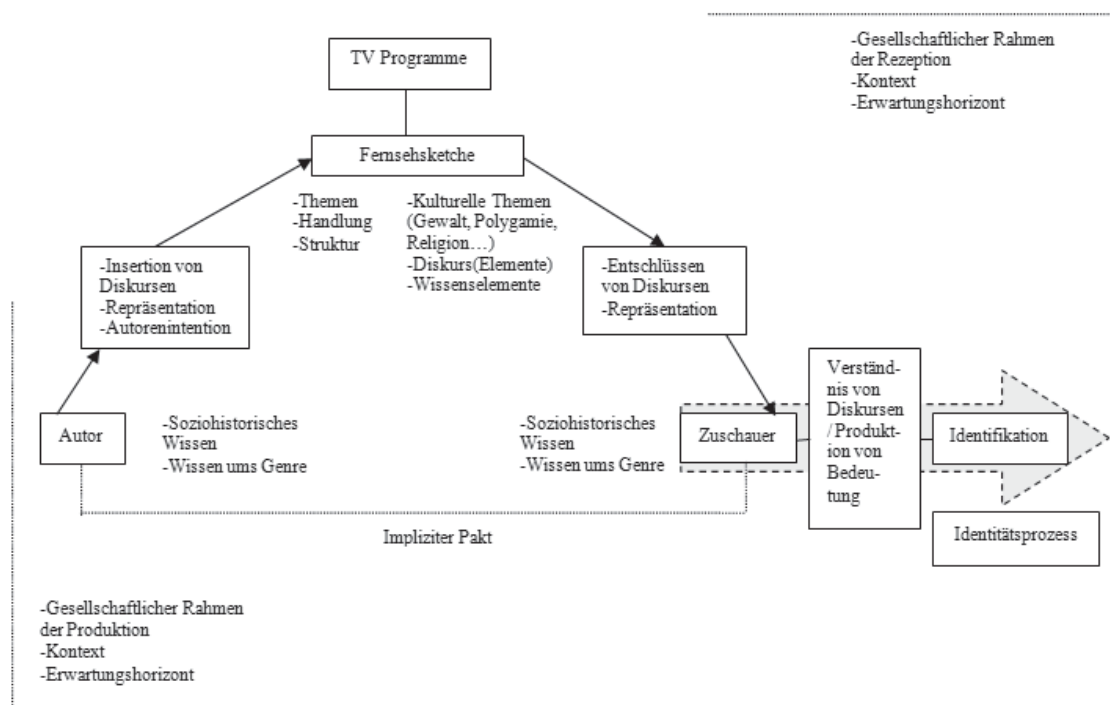 TV Programme
-Gesellschaftlicher Rahmen
der Rezeption
-Kontext
-Erwartungshorizont
Fernsehsketche
-Themen
-Handlung
-Struktur
-Kulturelle Themen
(Gewalt, Polygamie,
Religion…)
-Diskurs(Elemente)
-Wissenselemente
-Insertion von
Diskursen
-Repräsentation
-Autorenintention
-Entschlüssen
von Diskursen
-Repräsentation
Autor
-Soziohistorisches
Wissen
-Wissen ums Genre
-Soziohistorisches
Wissen
-Wissen ums Genre
Zuschauer
Verständ-
nis von
Diskursen
/Produkt-
ion von
Bedeu-
tung
Identifikation
Impliziter Pakt
Identitätsprozess
-Gesellschaftlicher Rahmen
der Produktion
-Kontext
-Erwartungshorizont